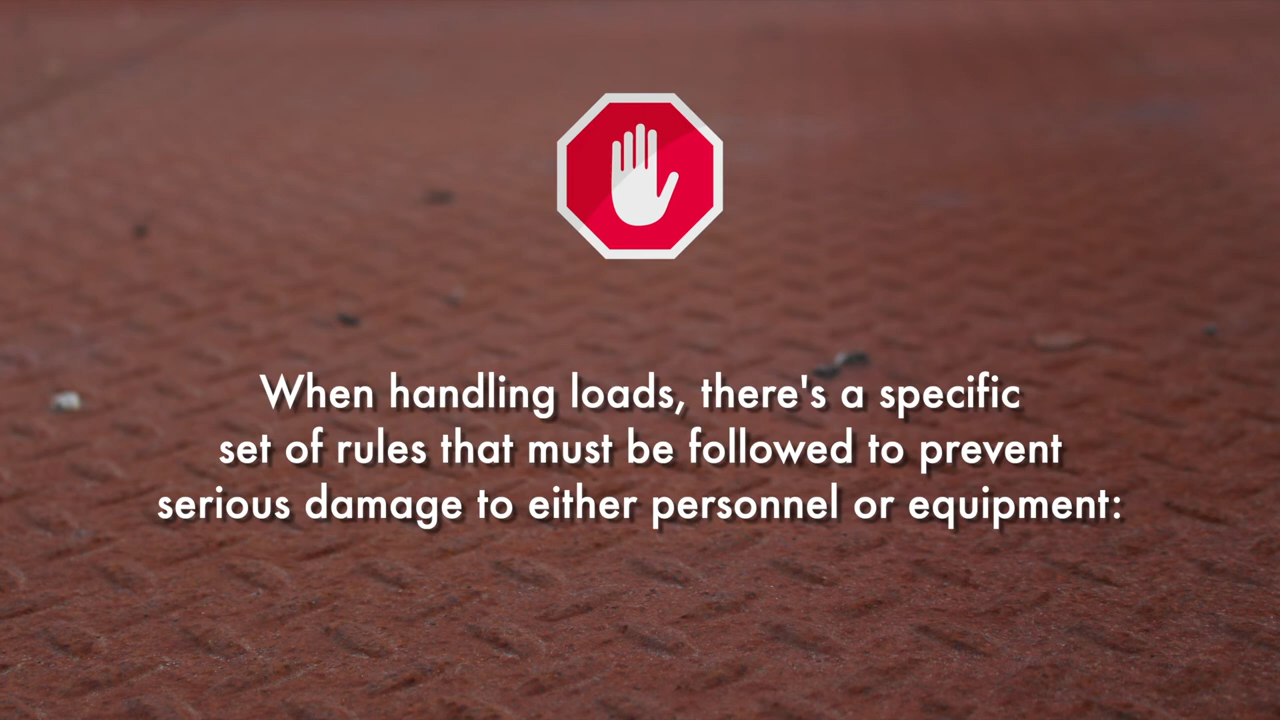 When handling loads, there's a specific
set of rules that must be followed to prevent
serious damage to either personnel or equipment: